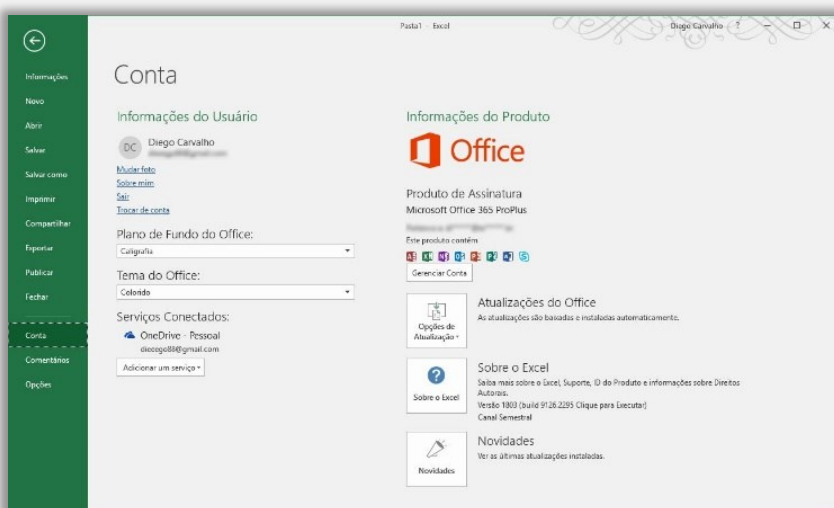 Pasta1 - Excel
Diego Carvalho ? – X
Informações
Novo
Abrir
Salvar
Salvar como
Imprimir
Compartilhar
Exportar
Publicar
Fechar
Conta
Comentários
Opções
Conta
Informações do Usuário
DC Diego Carvalho
Mudar foto
Sobre mim
Sair
Trocar de conta
Plano de Fundo do Office:
Caligrafia
Tema do Office:
Colorido
Serviços Conectados:
OneDrive - Pessoal
Adicionar um serviço
Informações do Produto
Office
Produto de Assinatura
Microsoft Office 365 ProPlus
Este produto contém
Gerenciar Conta
Opções de
Atualização
Atualizações do Office
As atualizações são baixadas e instaladas automaticamente.
Sobre o Excel
Sobre o Excel
Saiba mais sobre o Excel, Suporte, ID do Produto e informações sobre Direitos
Autorais.
Versão 1803 (build 9126.2295 Clique para Executar)
Canal Semestral
Novidades
Novidades
Ver as últimas atualizações instaladas.